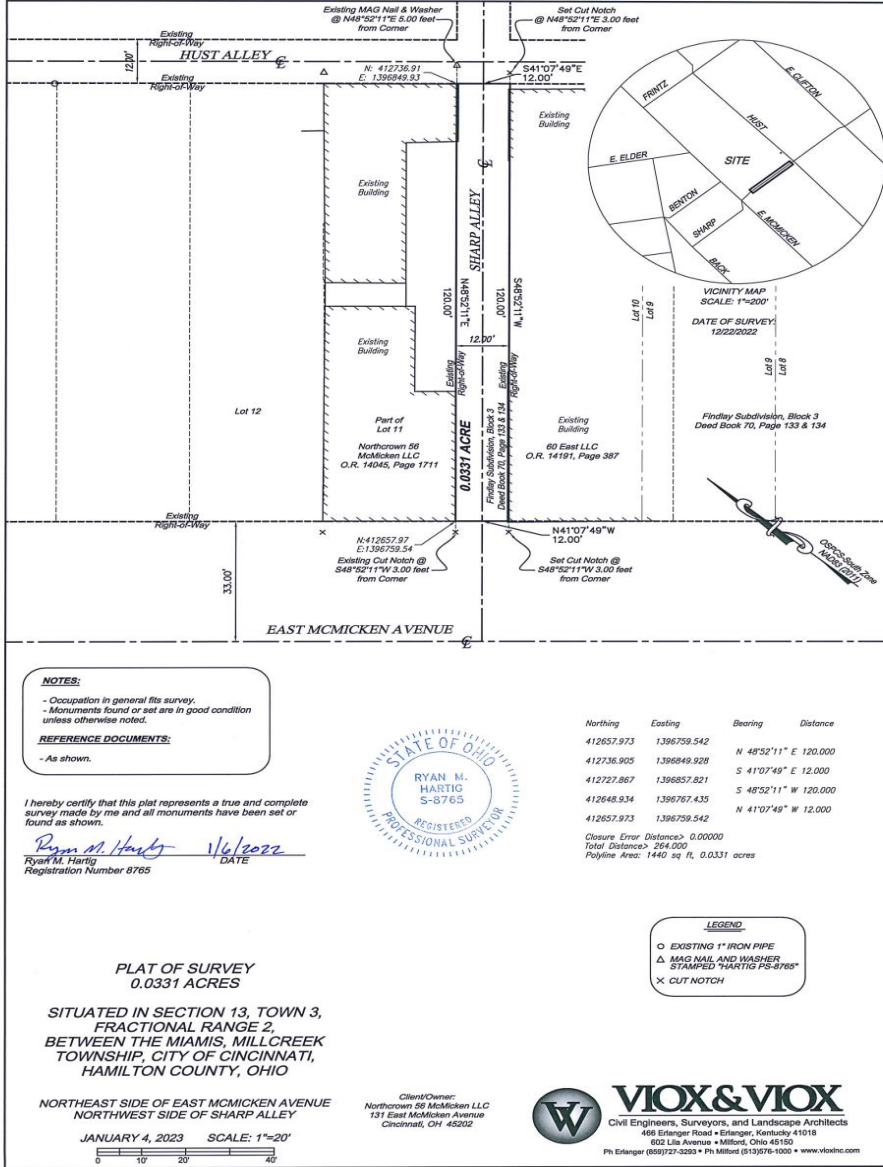 Existing MAG Nail & Washer
@ N48°52'11"E 5.00 feet
from Corner
Set Cut Notch
@ N48°52'11"E 3.00 feet
from Corner
Existing
Right-of-Way
12.00'
HUST ALLEY
℄
N: 412736.91
E: 1396849.93
S41°07'49"E
12.00'
Existing
Right-of-Way
Existing
Building
Existing
Building
℄
SHARP ALLEY
N48°52'11"E
120.00'
S48°52'11"W
120.00'
12.00'
Existing
Right-of-Way
Existing
Right-of-Way
Existing
Building
Lot 12
Part of
Lot 11
Northcrown 56
McMicken LLC
O.R. 14045, Page 1711
0.0331 ACRE
Findlay Subdivision, Block 3
Deed Book 70, Page 133 & 134
Existing
Building
60 East LLC
O.R. 14191, Page 387
FRINTZ
E. CLIFTON
HUST
E. ELDER
SITE
BENTON
SHARP
E. MCMICKEN
BACK
VICINITY MAP
SCALE: 1"=200'
DATE OF SURVEY:
12/22/2022
Lot 10
Lot 9
Lot 9
Lot 8
Findlay Subdivision, Block 3
Deed Book 70, Page 133 & 134
OSPCS-South Zone
NAD83 (2011)
Existing
Right-of-Way
N:412657.97
E:1396759.54
Existing Cut Notch @
S48°52'11"W 3.00 feet
from Corner
N41°07'49"W
12.00'
Set Cut Notch @
S48°52'11"W 3.00 feet
from Corner
33.00'
EAST MCMICKEN AVENUE
℄
NOTES:
- Occupation in general fits survey.
- Monuments found or set are in good condition
unless otherwise noted.
REFERENCE DOCUMENTS:
- As shown.
I hereby certify that this plat represents a true and complete
survey made by me and all monuments have been set or
found as shown.
Ryan M. Hartig 1/6/2022
Ryan M. Hartig DATE
Registration Number 8765
STATE OF OHIO
RYAN M.
HARTIG
S-8765
REGISTERED
PROFESSIONAL SURVEYOR
Northing Easting Bearing Distance
412657.973 1396759.542
N 48°52'11" E 120.000
412736.905 1396849.928
S 41°07'49" E 12.000
412727.867 1396857.821
S 48°52'11" W 120.000
412648.934 1396767.435
N 41°07'49" W 12.000
412657.973 1396759.542
Closure Error Distance> 0.00000
Total Distance> 264.000
Polyline Area: 1440 sq ft, 0.0331 acres
LEGEND
EXISTING 1" IRON PIPE
MAG NAIL AND WASHER
STAMPED "HARTIG PS-8765"
CUT NOTCH
PLAT OF SURVEY
0.0331 ACRES
SITUATED IN SECTION 13, TOWN 3,
FRACTIONAL RANGE 2,
BETWEEN THE MIAMIS, MILLCREEK
TOWNSHIP, CITY OF CINCINNATI,
HAMILTON COUNTY, OHIO
NORTHEAST SIDE OF EAST MCMICKEN AVENUE
NORTHWEST SIDE OF SHARP ALLEY
JANUARY 4, 2023 SCALE: 1"=20'
0 10' 20' 40'
Client/Owner:
Northcrown 56 McMicken LLC
131 East McMicken Avenue
Cincinnati, OH 45202
VV
VIOX & VIOX
Civil Engineers, Surveyors, and Landscape Architects
466 Erlanger Road • Erlanger, Kentucky 41018
602 Lila Avenue • Milford, Ohio 45150
Ph Erlanger (859)727-3293 • Ph Milford (513)576-1000 • www.vioxinc.com